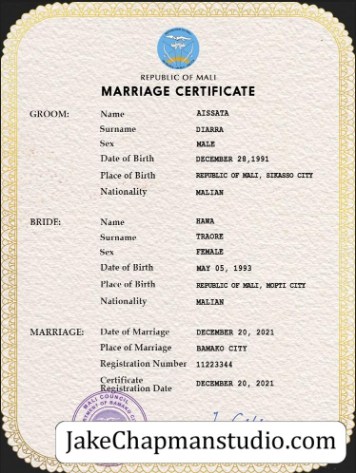 REPUBLIC OF MALI
MARRIAGE CERTIFICATE
GROOM: Name AISSATA
Surname DIARRA
Sex MALE
Date of Birth DECEMBER 28,1991
Place of Birth REPUBLIC OF MALI, SIKASSO CITY
Nationality MALIAN
BRIDE: Name HAWA
Surname TRAORE
Sex FEMALE
Date of Birth MAY 05, 1993
Place of Birth REPUBLIC OF MALI, MOPTI CITY
Nationality MALIAN
MARRIAGE: Date of Marriage DECEMBER 20, 2021
Place of Marriage BAMAKO CITY
Registration Number 11223344
Certificate
Registration Date DECEMBER 20, 2021
MALI COUNCIL
OF BAMAKO
JakeChapmanstudio.com